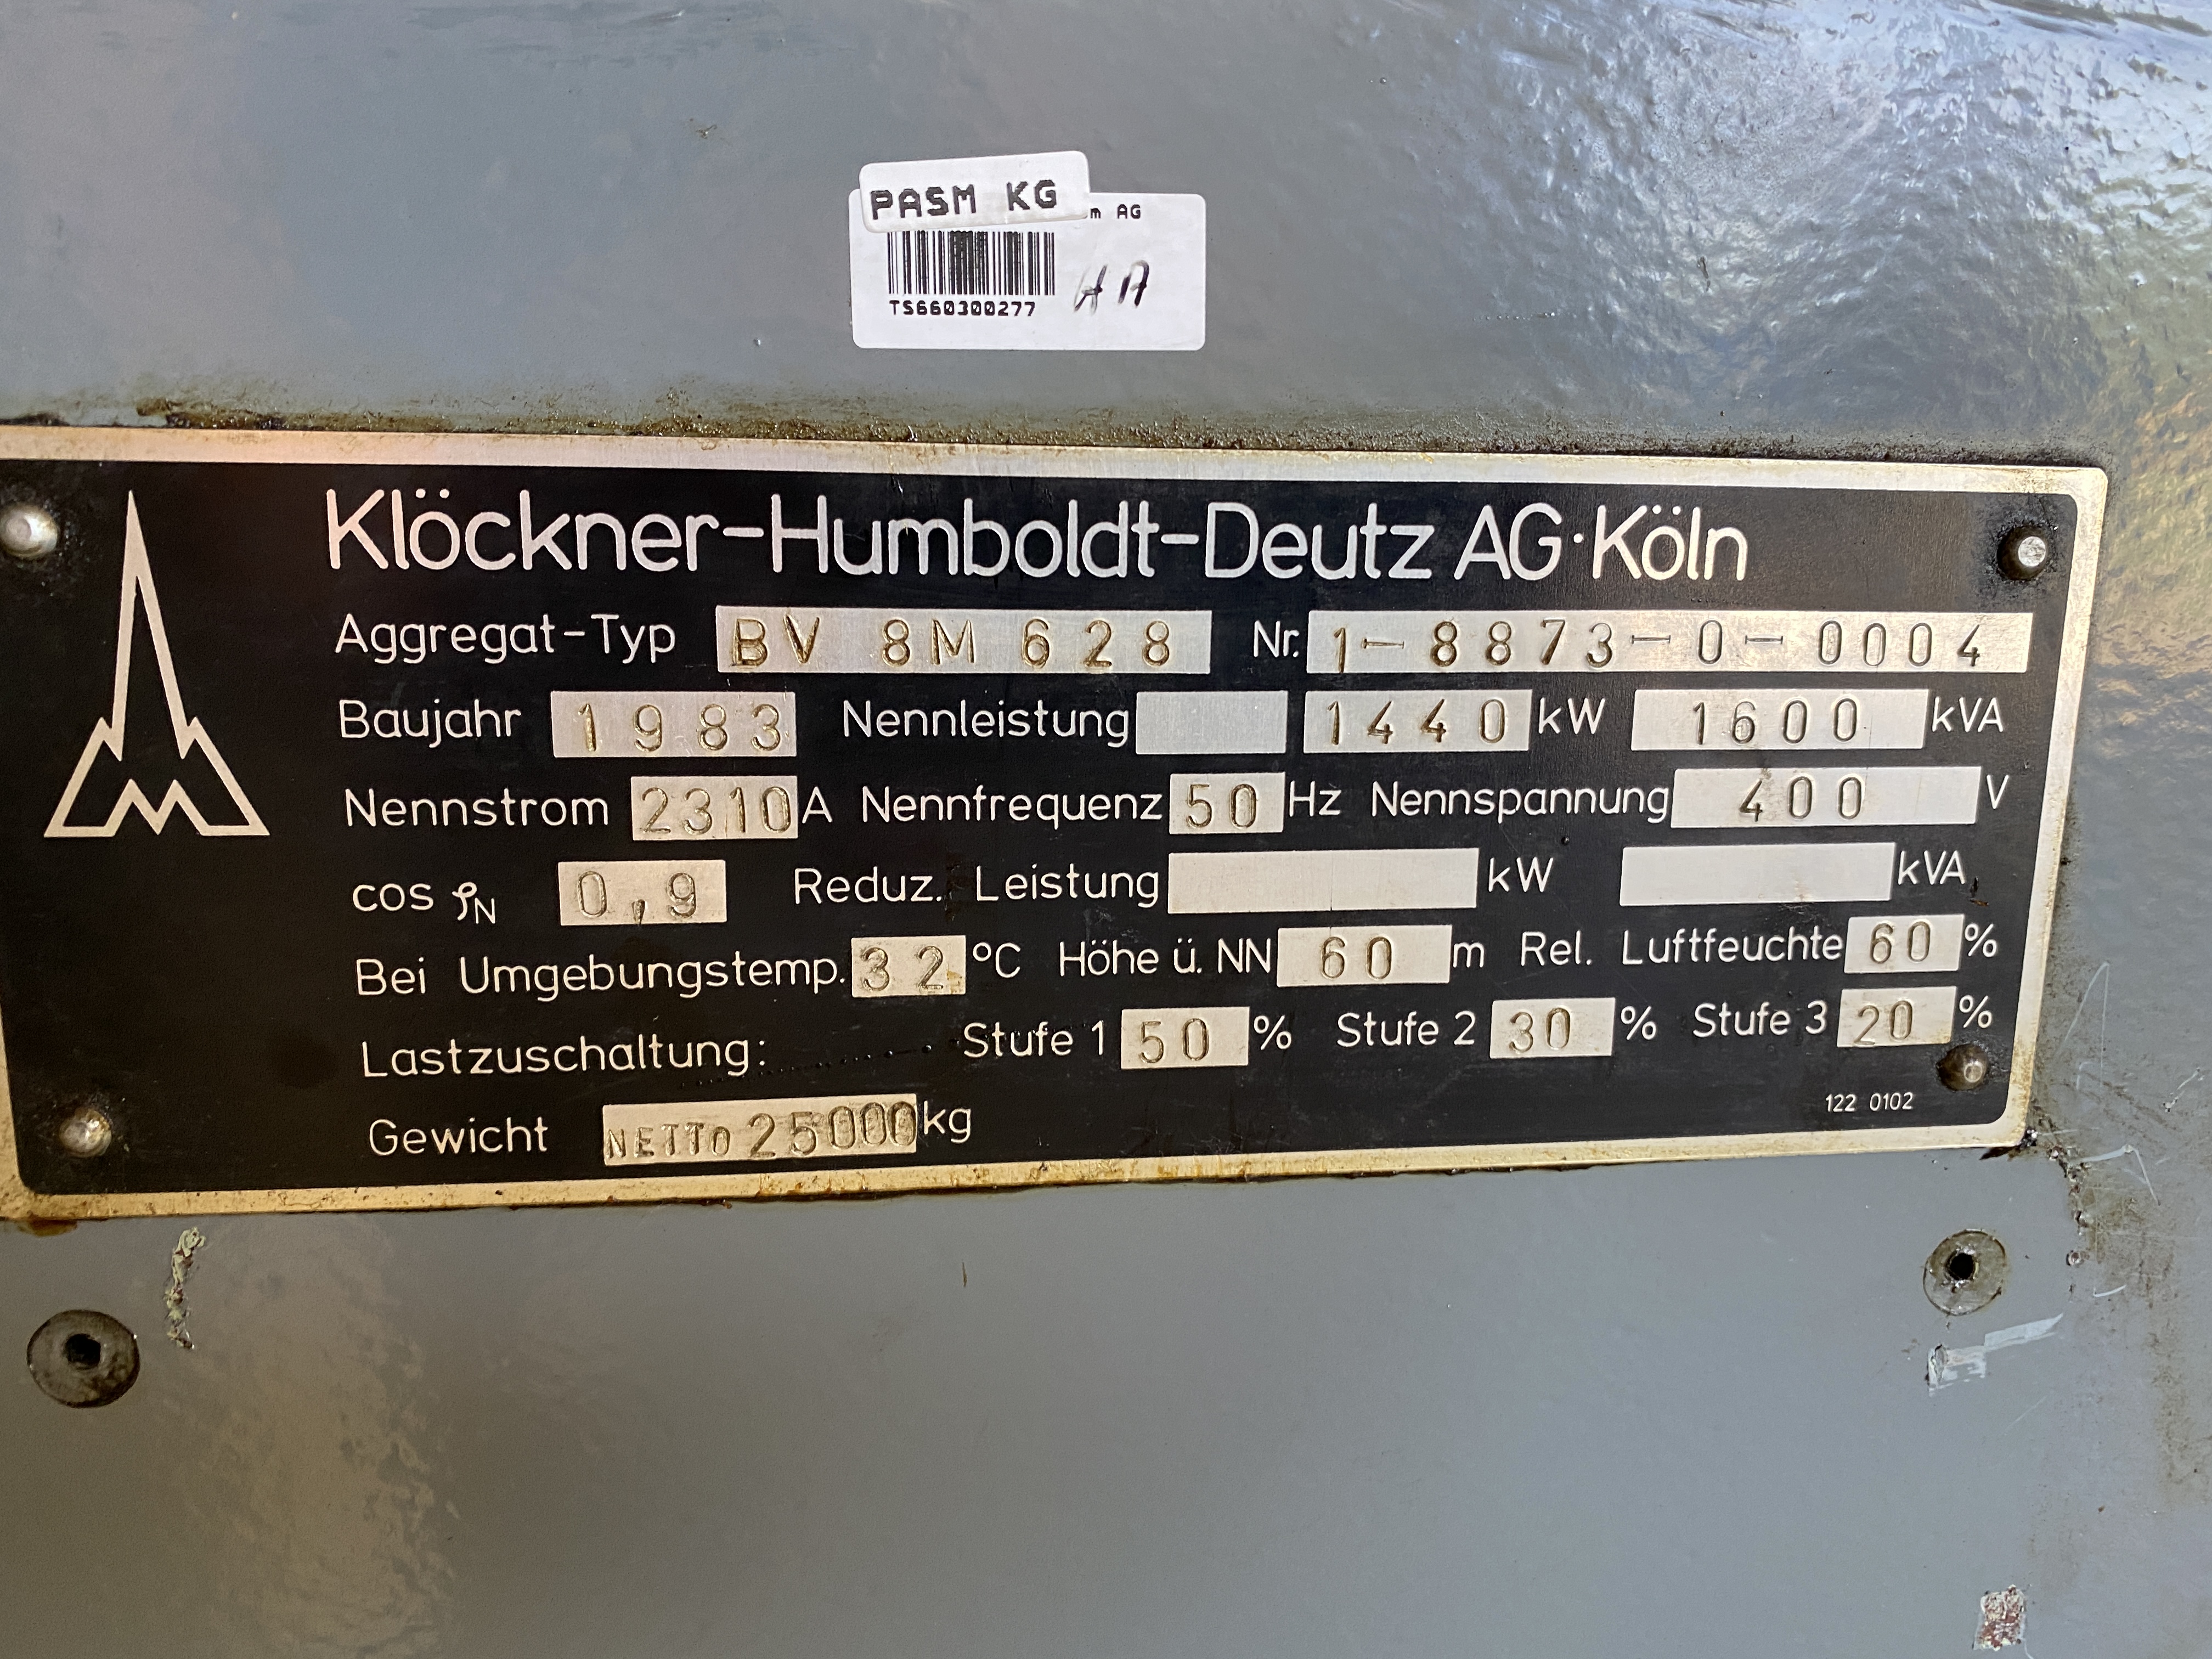 PASM KG
m AG
TS660300277
HA
Klöckner-Humboldt-Deutz AG·Köln
Aggregat-Typ BV 8M 628 Nr. 1-8873-0-0004
Baujahr 1983 Nennleistung 1440 kW 1600 kVA
Nennstrom 2310 A Nennfrequenz 50 Hz Nennspannung 400 V
cos φN 0,9 Reduz. Leistung kW kVA
Bei Umgebungstemp. 32 °C Höhe ü. NN 60 m Rel. Luftfeuchte 60 %
Lastzuschaltung: Stufe 1 50 % Stufe 2 30 % Stufe 3 20 %
122 0102
Gewicht NETTO 25000 kg